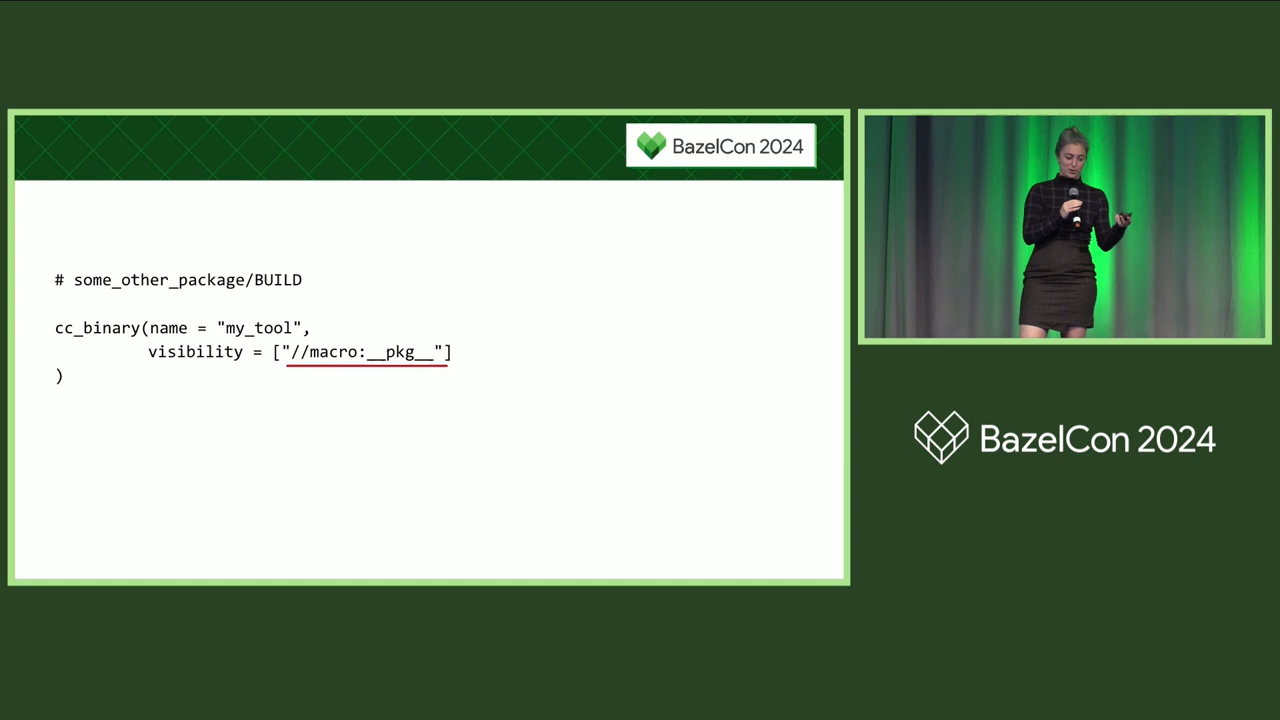 BazelCon 2024
# some_other_package/BUILD
cc_binary(name = "my_tool",
visibility = ["//macro:__pkg__"]
)
BazelCon 2024